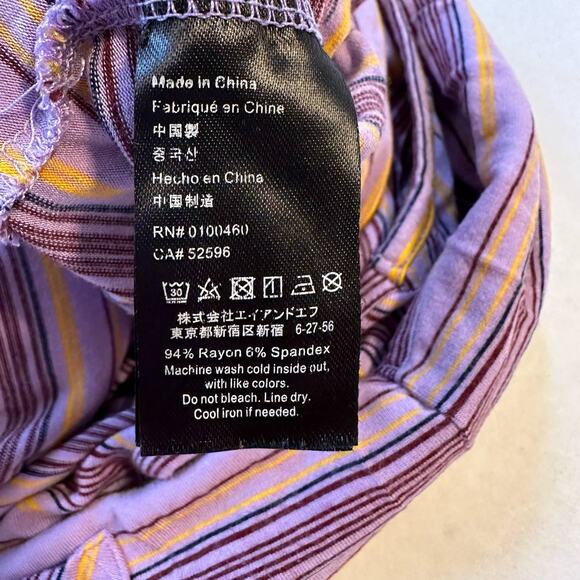 Made in China
Fabriqué en Chine
中国製
중국산
Hecho en China
中国制造
RN# 0100460
CA# 52596
30
株式会社エイアンドエフ
東京都新宿区新宿 6-27-56
94% Rayon 6% Spandex
Machine wash cold inside out,
with like colors.
Do not bleach. Line dry.
Cool iron if needed.